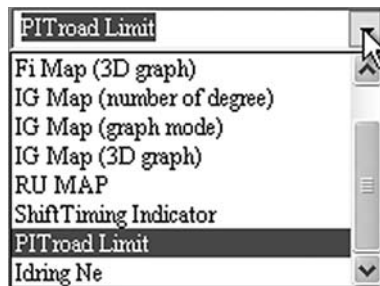 PITroad Limit
Fi Map (3D graph)
IG Map (number of degree)
IG Map (graph mode)
IG Map (3D graph)
RU MAP
ShiftTiming Indicator
PITroad Limit
Idring Ne